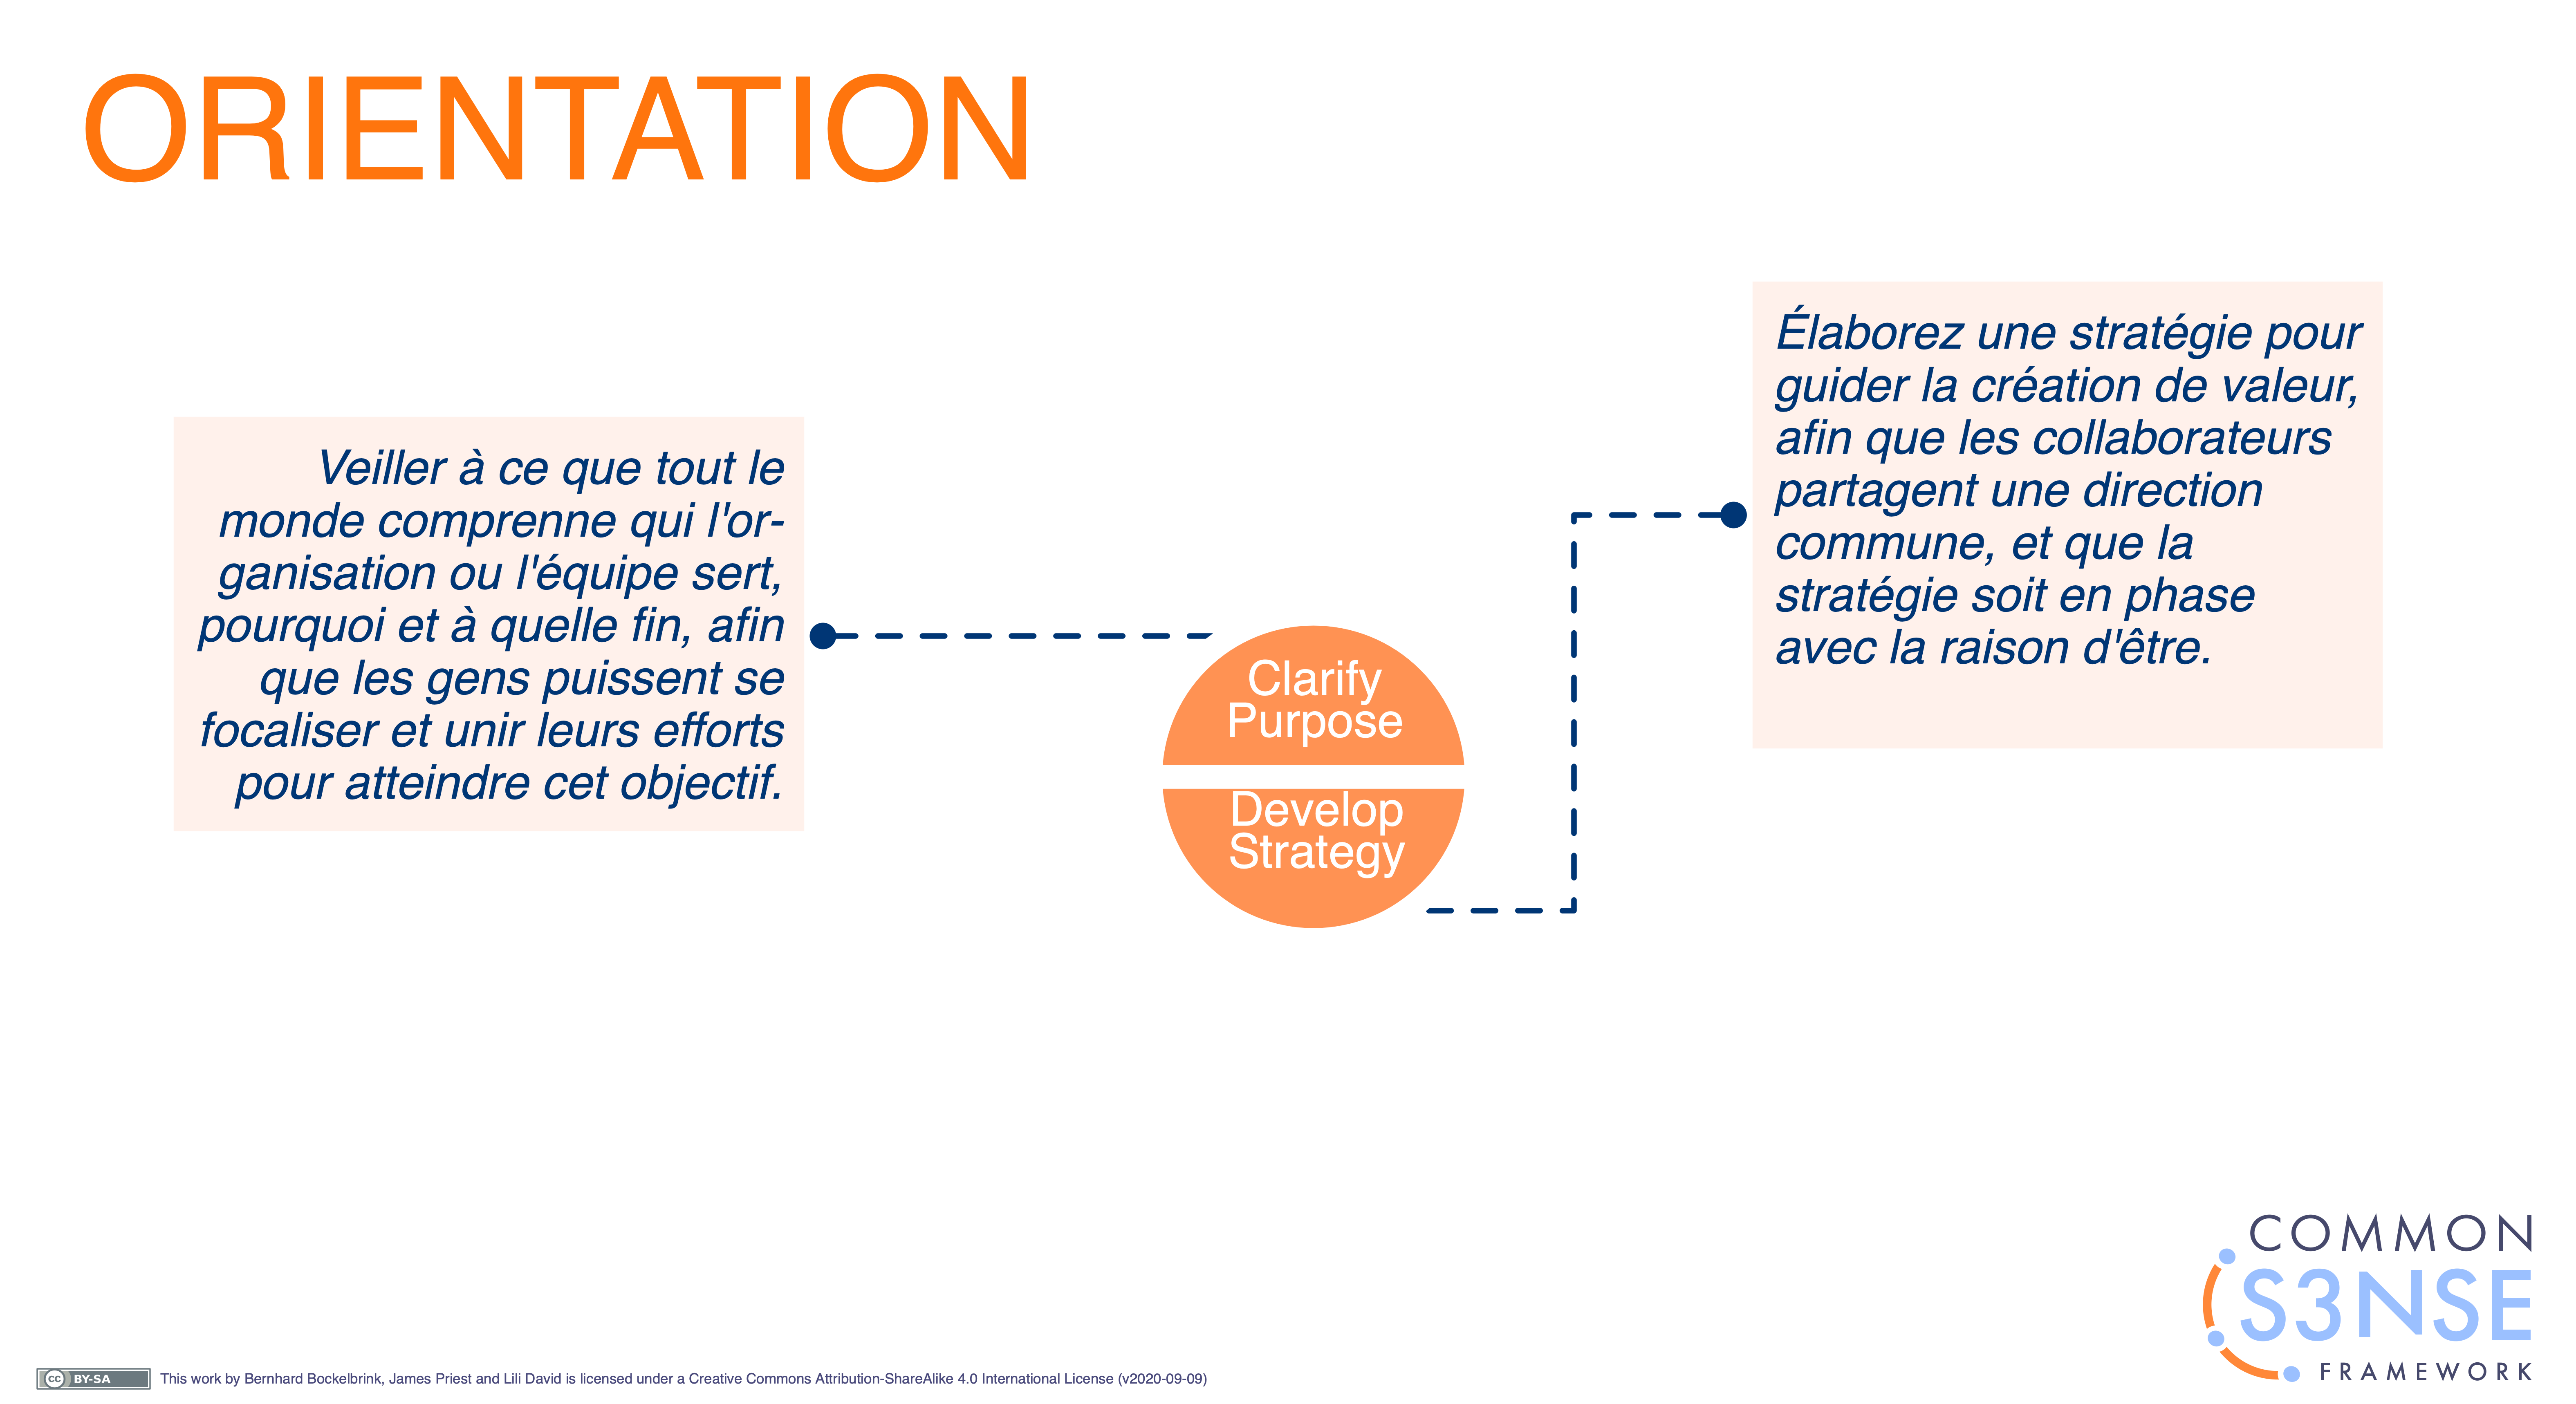 ORIENTATION
Veiller à ce que tout le
monde comprenne qui l'or-
ganisation ou l'équipe sert,
pourquoi et à quelle fin, afin
que les gens puissent se
focaliser et unir leurs efforts
pour atteindre cet objectif.
Clarify
Purpose
Develop
Strategy
Élaborez une stratégie pour
guider la création de valeur,
afin que les collaborateurs
partagent une direction
commune, et que la
stratégie soit en phase
avec la raison d'être.
COMMON
S3NSE
FRAMEWORK
cc BY-SA This work by Bernhard Bockelbrink, James Priest and Lili David is licensed under a Creative Commons Attribution-ShareAlike 4.0 International License (v2020-09-09)